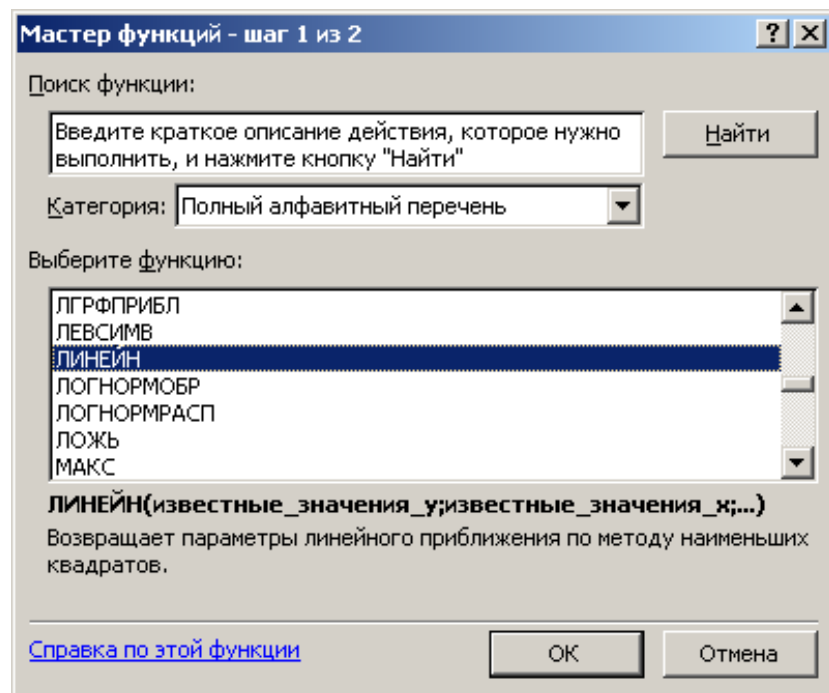 Мастер функций - шаг 1 из 2
Поиск функции:
Введите краткое описание действия, которое нужно
выполнить, и нажмите кнопку "Найти"
Найти
Категория: Полный алфавитный перечень
Выберите функцию:
ЛГРФПРИБЛ
ЛЕВСИМВ
ЛИНЕЙН
ЛОГНОРМОБР
ЛОГНОРМРАСП
ЛОЖЬ
МАКС
ЛИНЕЙН(известные_значения_y;известные_значения_x;...)
Возвращает параметры линейного приближения по методу наименьших
квадратов.
Справка по этой функции
ОК
Отмена